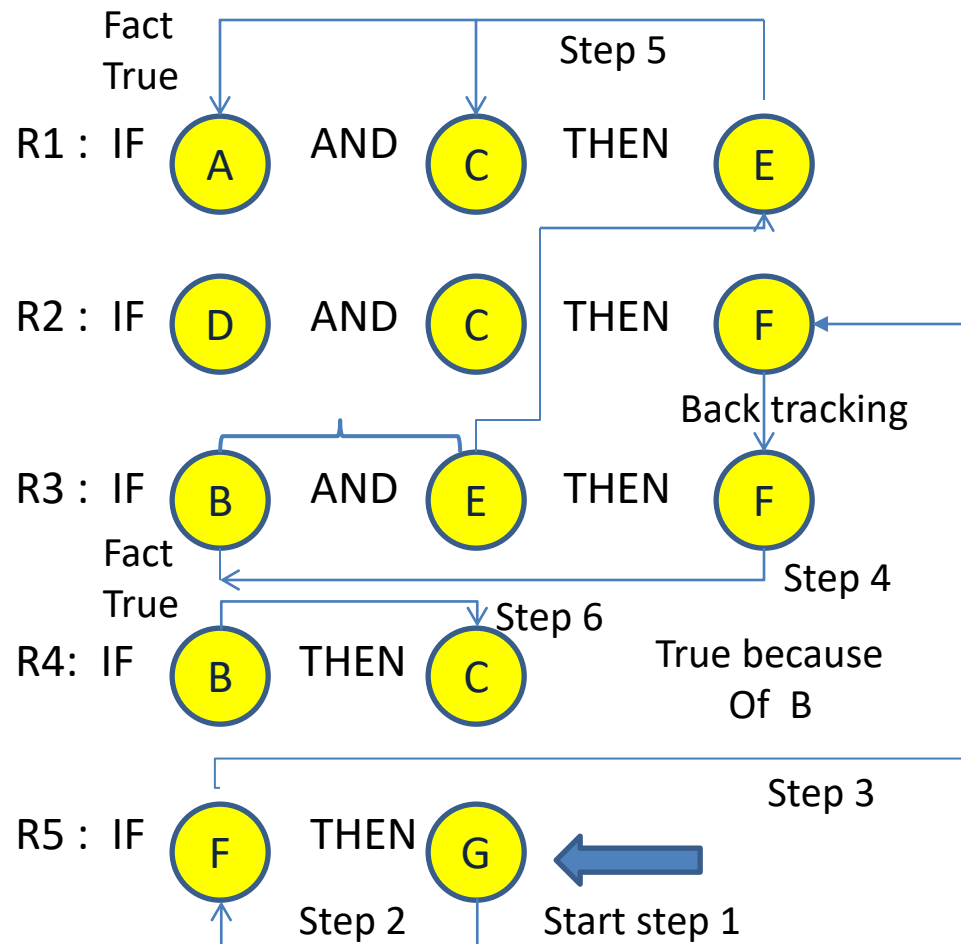 Fact
True
Step 5
R1 : IF A AND C THEN E
R2 : IF D AND C THEN F
Back tracking
R3 : IF B AND E THEN F
Fact
True
Step 4
Step 6
R4: IF B THEN C
True because
Of B
Step 3
R5 : IF F THEN G
Step 2
Start step 1